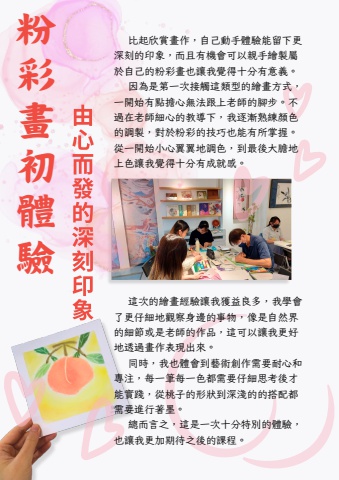 粉彩畫初體驗
由心而發的深刻印象
比起欣賞畫作，自己動手體驗能留下更
深刻的印象，而且有機會可以親手繪製屬
於自己的粉彩畫也讓我覺得十分有意義。
因為是第一次接觸這類型的繪畫方式，
一開始有點擔心無法跟上老師的腳步。不
過在老師細心的教導下，我逐漸熟練顏色
的調製，對於粉彩的技巧也能有所掌握。
從一開始小心翼翼地調色，到最後大膽地
上色讓我覺得十分有成就感。
這次的繪畫經驗讓我獲益良多，我學會
了更仔細地觀察身邊的事物，像是自然界
的細節或是老師的作品，這可以讓我更好
地透過畫作表現出來。
同時，我也體會到藝術創作需要耐心和
專注，每一筆每一色都需要仔細思考後才
能實踐，從桃子的形狀到深淺的的搭配都
需要進行著墨。
總而言之，這是一次十分特別的體驗，
也讓我更加期待之後的課程。